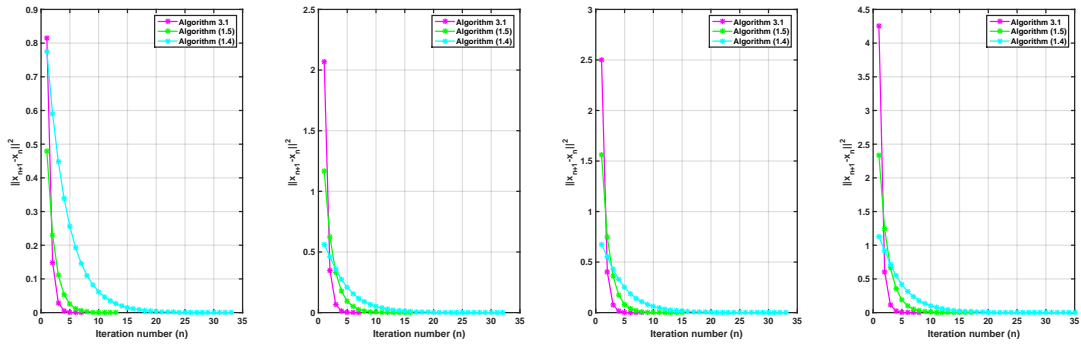 0.9
0.8
0.7
0.6
0.5
0.4
0.3
0.2
0.1
0
||x_{n+1}-x_n||^2
0 5 10 15 20 25 30 35
Iteration number (n)
Algorithm 3.1
Algorithm (1.5)
Algorithm (1.4)
2.5
2
1.5
1
0.5
0
||x_{n+1}-x_n||^2
0 5 10 15 20 25 30 35
Iteration number (n)
Algorithm 3.1
Algorithm (1.5)
Algorithm (1.4)
3
2.5
2
1.5
1
0.5
0
||x_{n+1}-x_n||^2
0 5 10 15 20 25 30 35
Iteration number (n)
Algorithm 3.1
Algorithm (1.5)
Algorithm (1.4)
4.5
4
3.5
3
2.5
2
1.5
1
0.5
0
||x_{n+1}-x_n||^2
0 5 10 15 20 25 30 35
Iteration number (n)
Algorithm 3.1
Algorithm (1.5)
Algorithm (1.4)